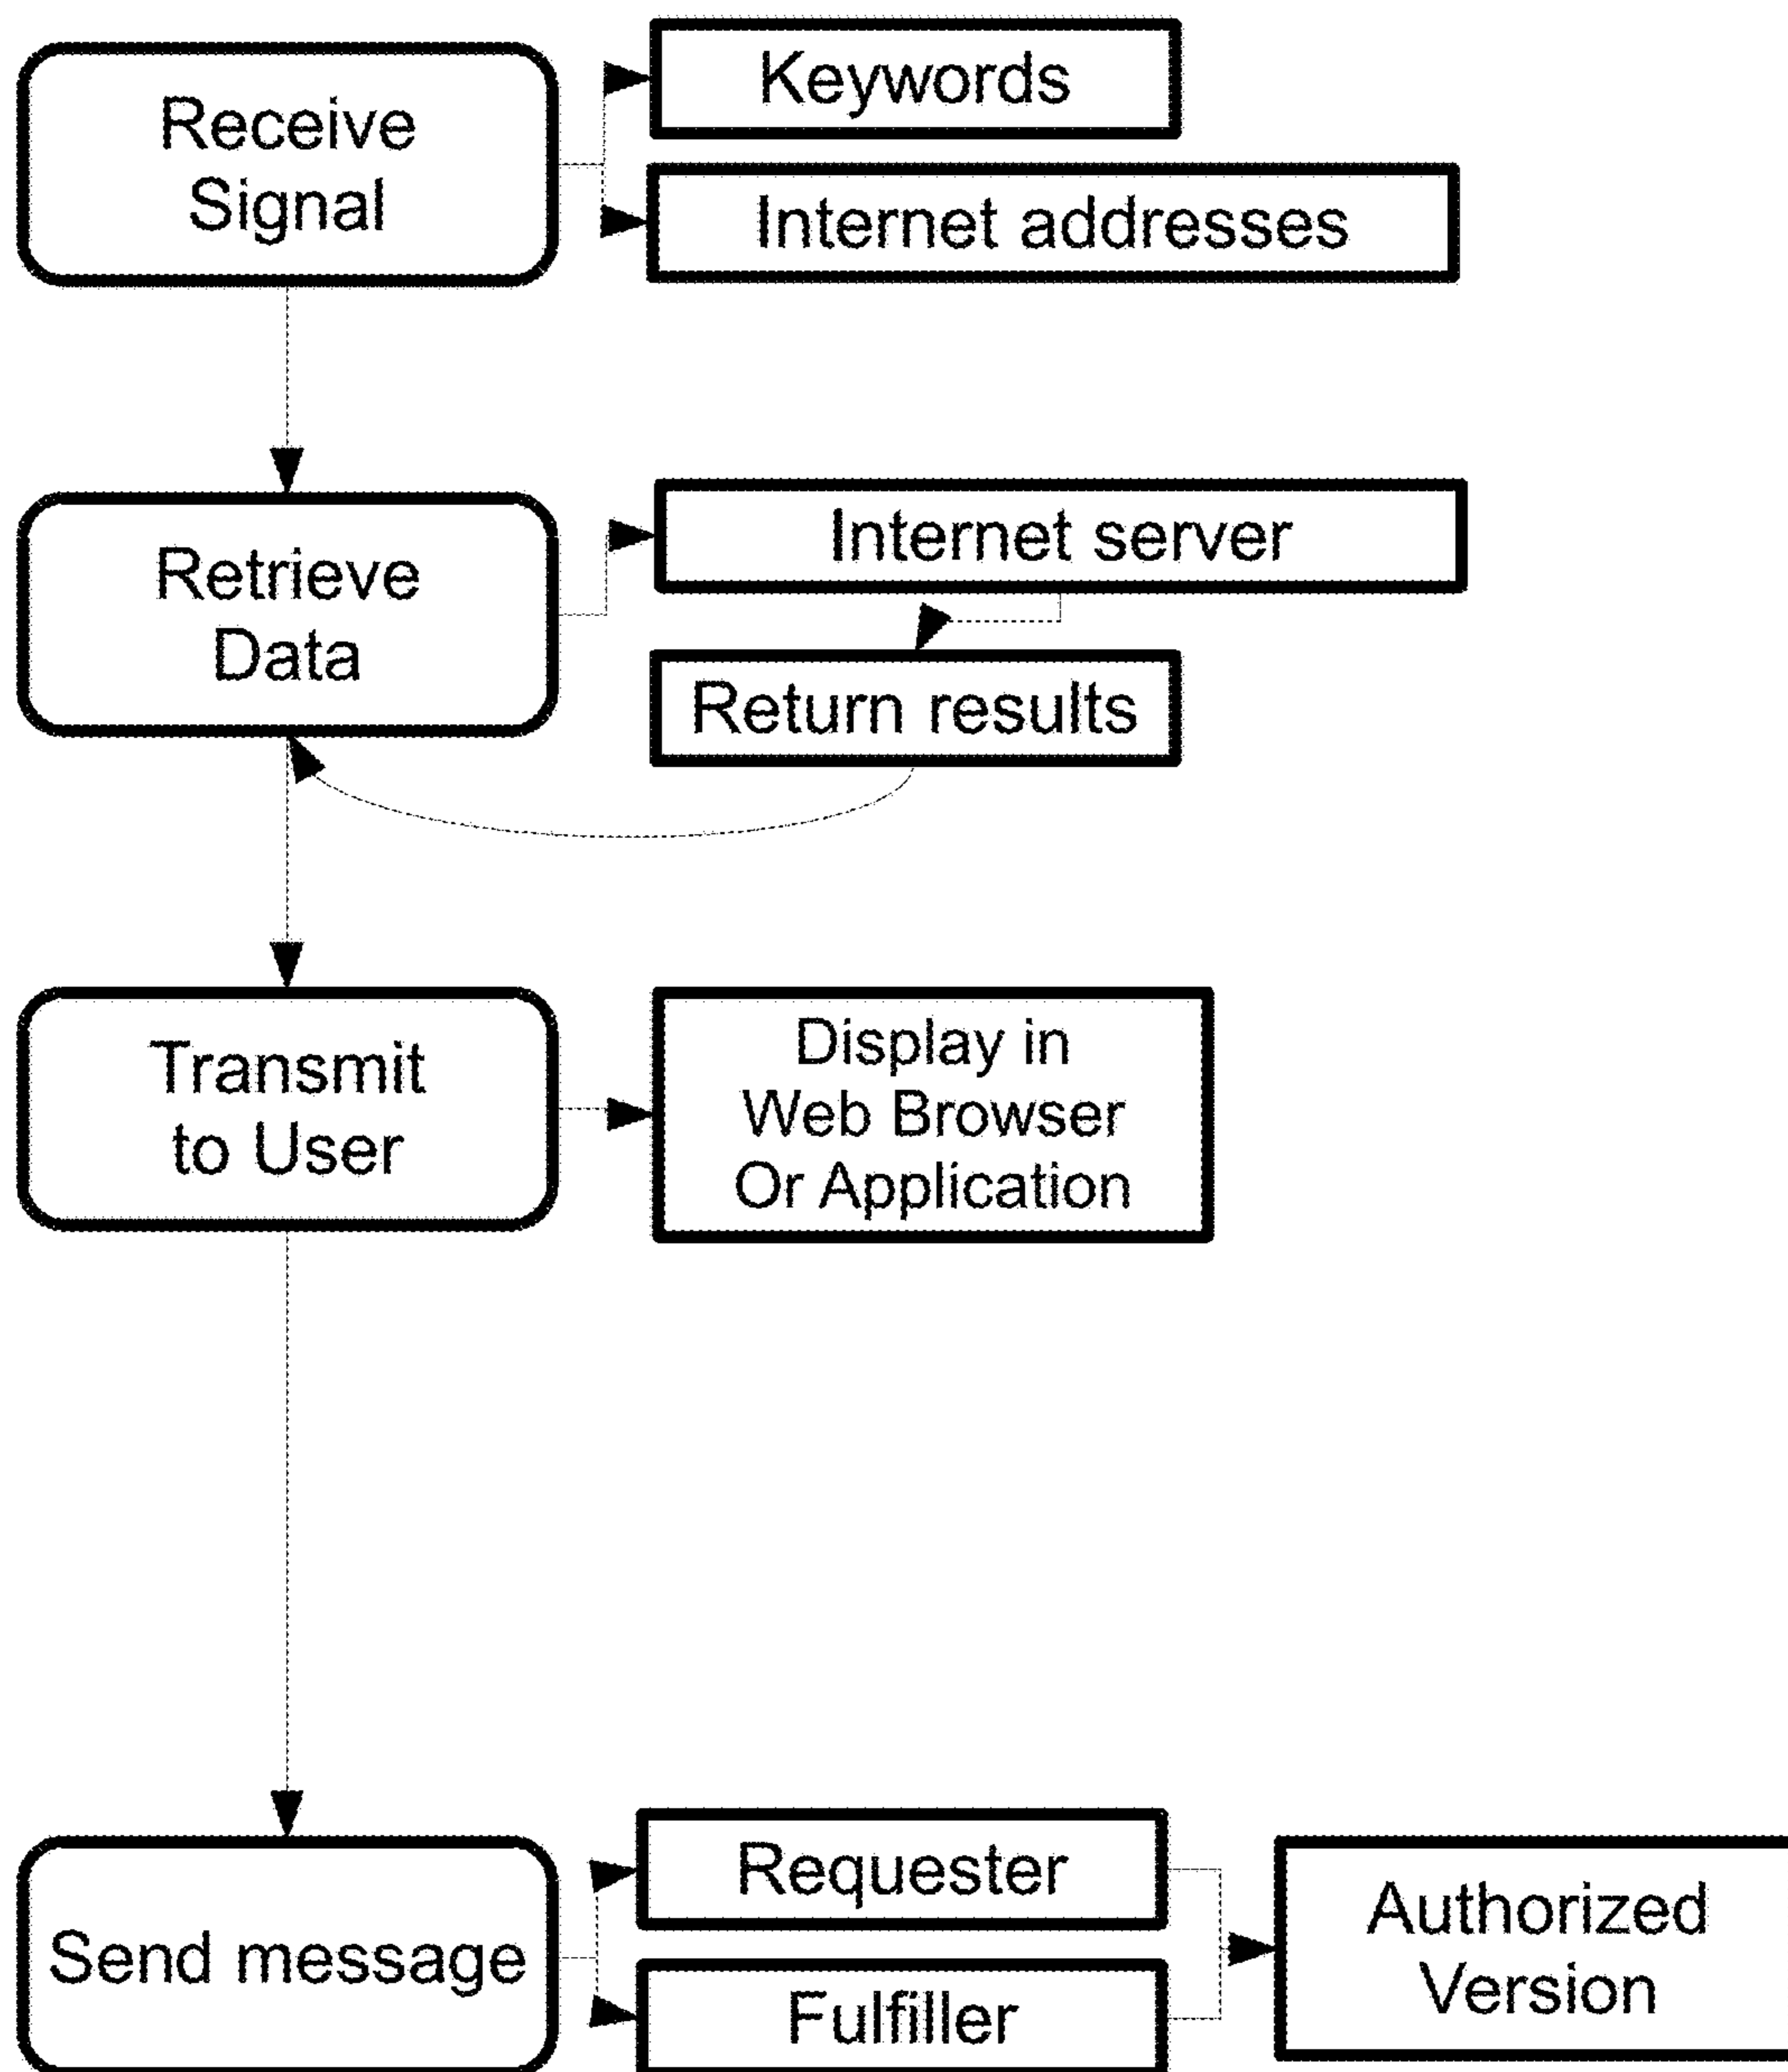 Receive
Signal
Keywords
Internet addresses
Retrieve
Data
Internet server
Return results
Transmit
to User
Display in
Web Browser
Or Application
Send message
Requester
Fulfiller
Authorized
Version